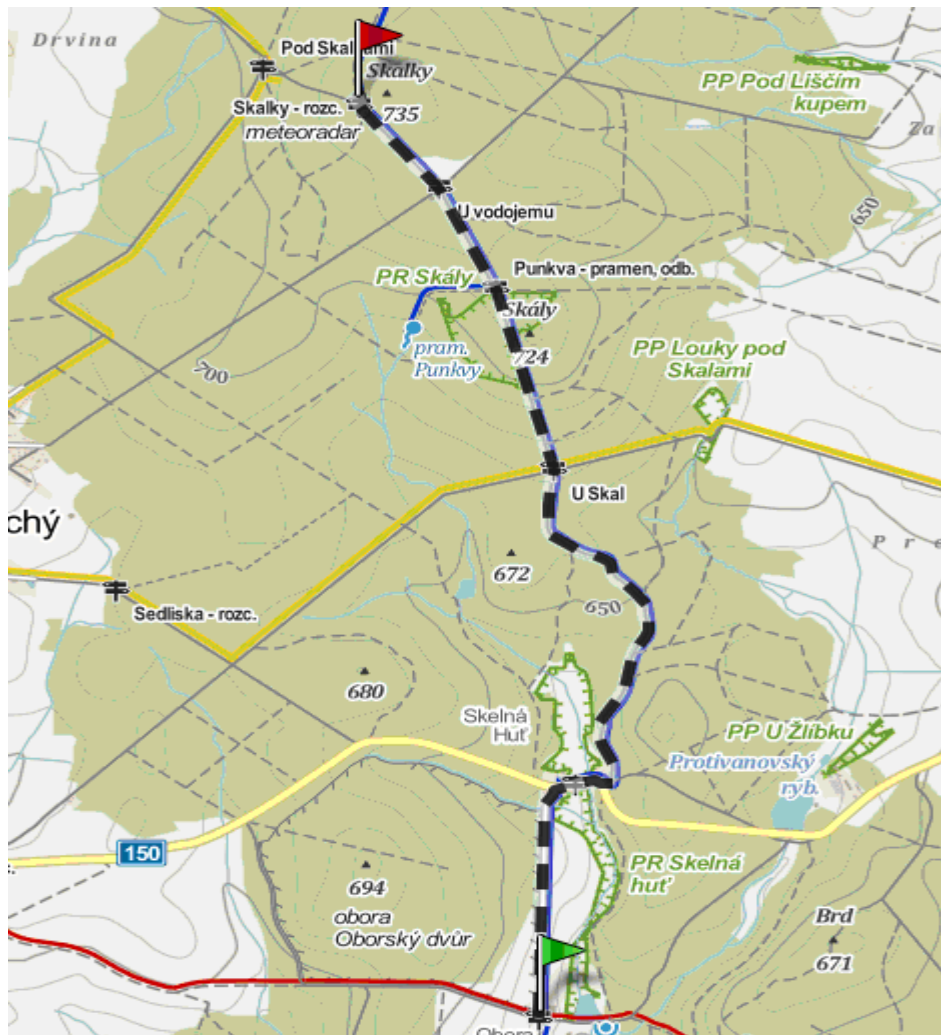 Drvina
Pod Skalkami
Skalky
PP Pod Liščím
kupem
Skalky - rozc.
meteoradar
735
Za
U vodojemu
650
PR Skály
Punkva - pramen, odb.
Skály
pram.
Punkvy
724
PP Louky pod
Skalami
700
U Skal
chý
P r e
672
650
Sedliska - rozc.
680
Skelná
Huť
PP U Žlíbku
Protivanovský
ryb.
150
PR Skelná
huť
694
obora
Oborský dvůr
Brd
671
Obora